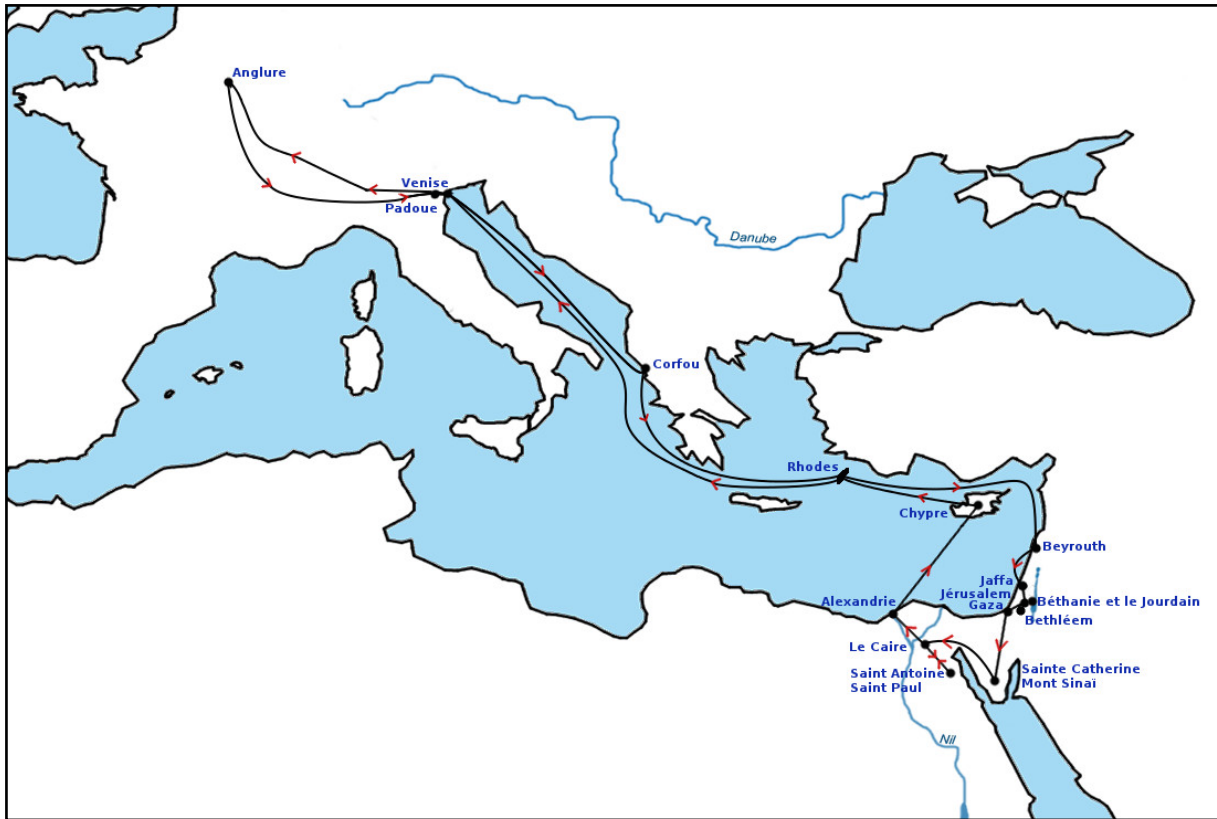 Anglure
Venise
Padoue
Danube
Corfou
Rhodes
Chypre
Beyrouth
Jaffa
Jérusalem
Gaza
Béthanie et le Jourdain
Bethléem
Alexandrie
Le Caire
Saint Antoine
Saint Paul
Sainte Catherine
Mont Sinaï
Nil